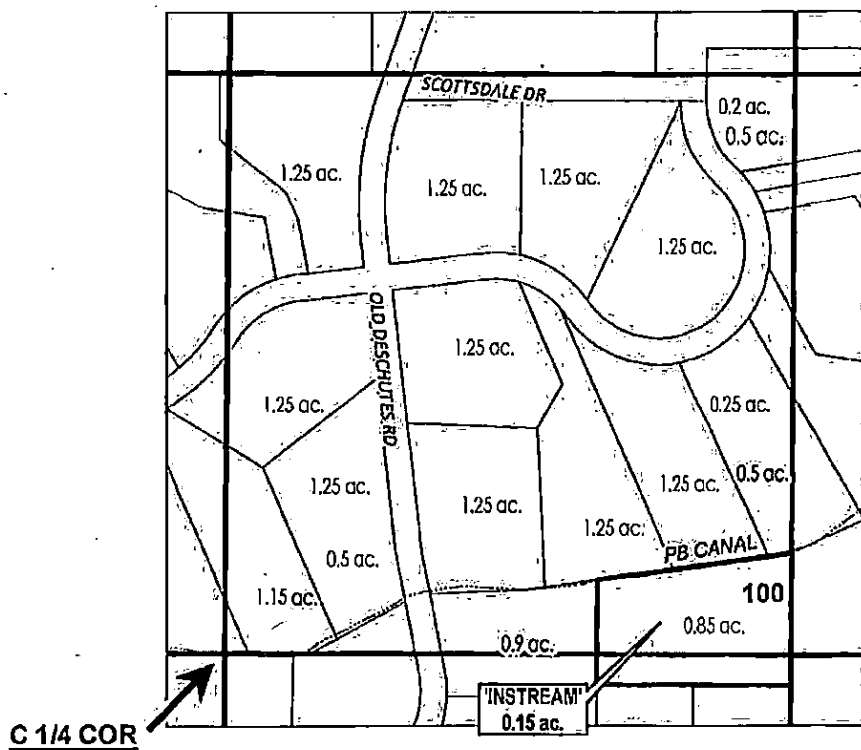 SCOTTSDALE DR
0.2 ac.
0.5 ac.
1.25 ac.
1.25 ac.
1.25 ac.
1.25 ac.
OLD DESCHUTES RD
1.25 ac.
1.25 ac.
0.25 ac.
1.25 ac.
1.25 ac.
1.25 ac.
0.5 ac.
1.25 ac.
0.5 ac.
PB CANAL
1.15 ac.
100
0.85 ac.
0.9 ac.
'INSTREAM'
0.15 ac.
C 1/4 COR